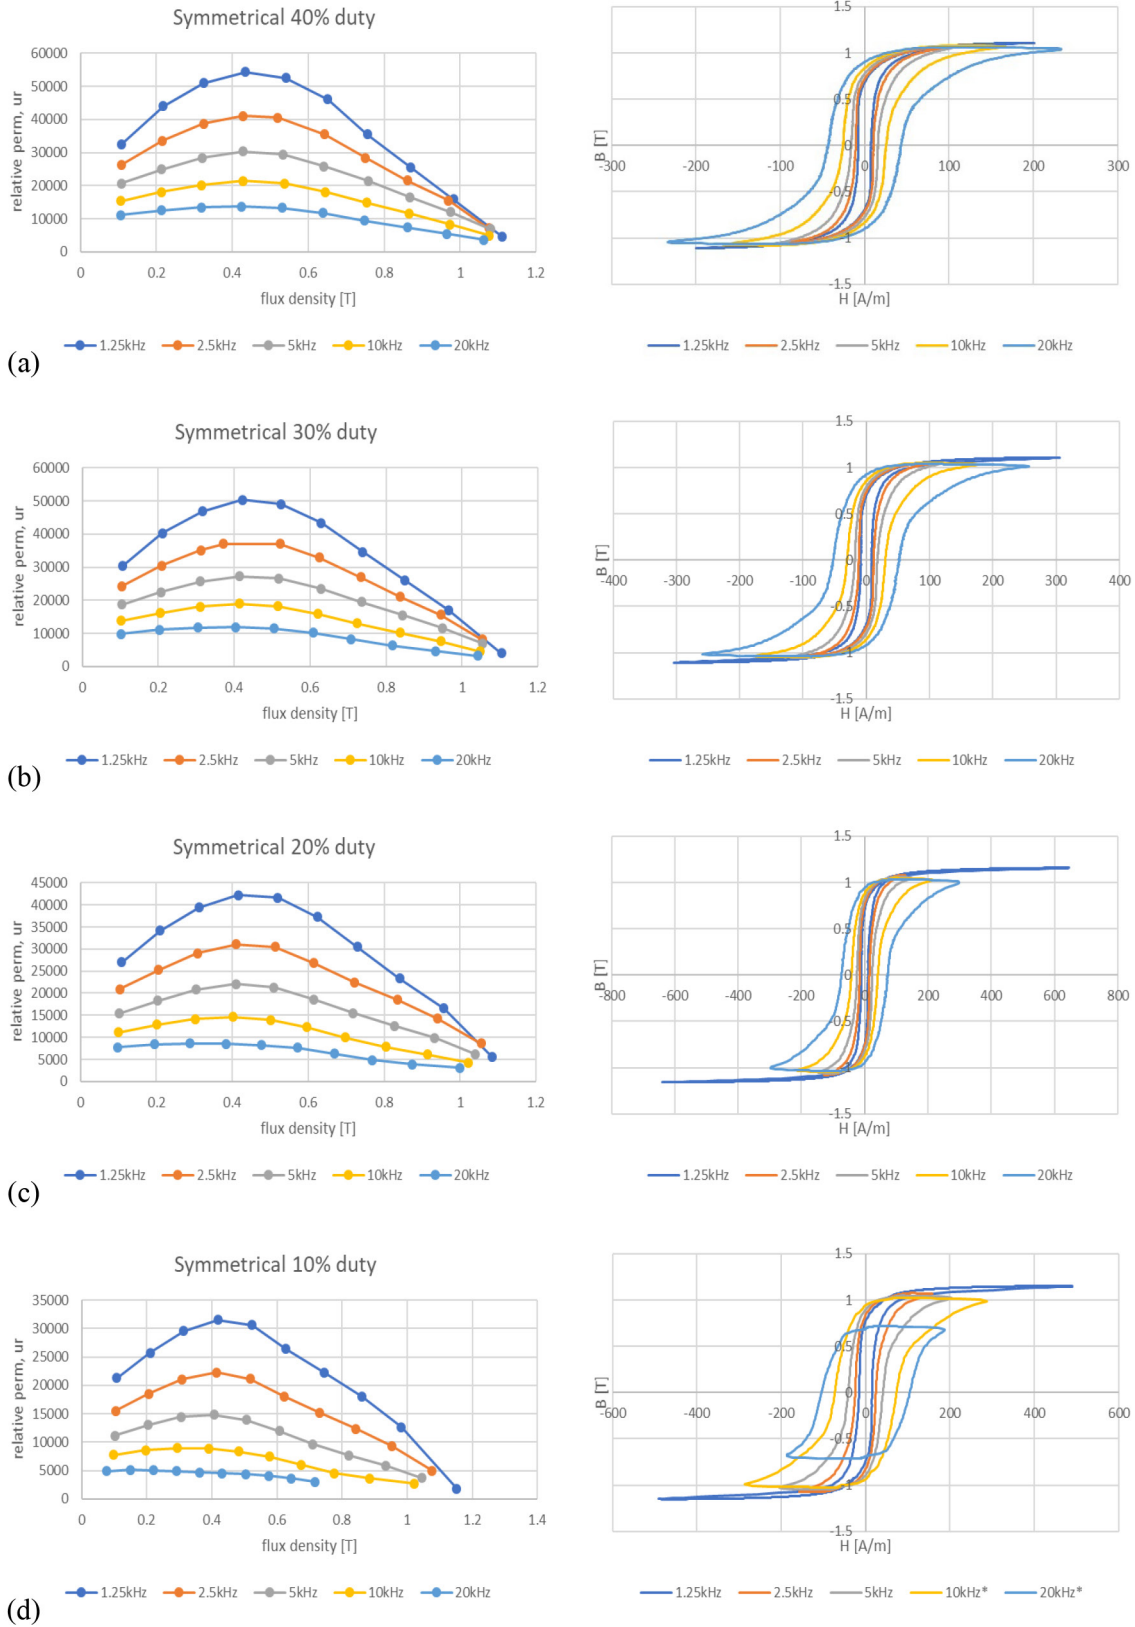 Symmetrical 40% duty
relative perm, ur
60000
50000
40000
30000
20000
10000
0
0 0.2 0.4 0.6 0.8 1 1.2
flux density [T]
1.25kHz 2.5kHz 5kHz 10kHz 20kHz
B [T]
1.5
1
0.5
0
-0.5
-1
-1.5
-300 -200 -100 0 100 200 300
H [A/m]
1.25kHz 2.5kHz 5kHz 10kHz 20kHz
(a)
Symmetrical 30% duty
relative perm, ur
60000
50000
40000
30000
20000
10000
0
0 0.2 0.4 0.6 0.8 1 1.2
flux density [T]
1.25kHz 2.5kHz 5kHz 10kHz 20kHz
B [T]
1.5
1
0.5
0
-0.5
-1
-1.5
-400 -300 -200 -100 0 100 200 300 400
H [A/m]
1.25kHz 2.5kHz 5kHz 10kHz 20kHz
(b)
Symmetrical 20% duty
relative perm, ur
45000
40000
35000
30000
25000
20000
15000
10000
5000
0
0 0.2 0.4 0.6 0.8 1 1.2
flux density [T]
1.25kHz 2.5kHz 5kHz 10kHz 20kHz
B [T]
1.5
1
0.5
0
-0.5
-1
-1.5
-800 -600 -400 -200 0 200 400 600 800
H [A/m]
1.25kHz 2.5kHz 5kHz 10kHz 20kHz
(c)
Symmetrical 10% duty
relative perm, ur
35000
30000
25000
20000
15000
10000
5000
0
0 0.2 0.4 0.6 0.8 1 1.2 1.4
flux density [T]
1.25kHz 2.5kHz 5kHz 10kHz 20kHz
B [T]
1.5
1
0.5
0
-0.5
-1
-1.5
-600 -400 -200 0 200 400 600
H [A/m]
1.25kHz 2.5kHz 5kHz 10kHz* 20kHz*
(d)